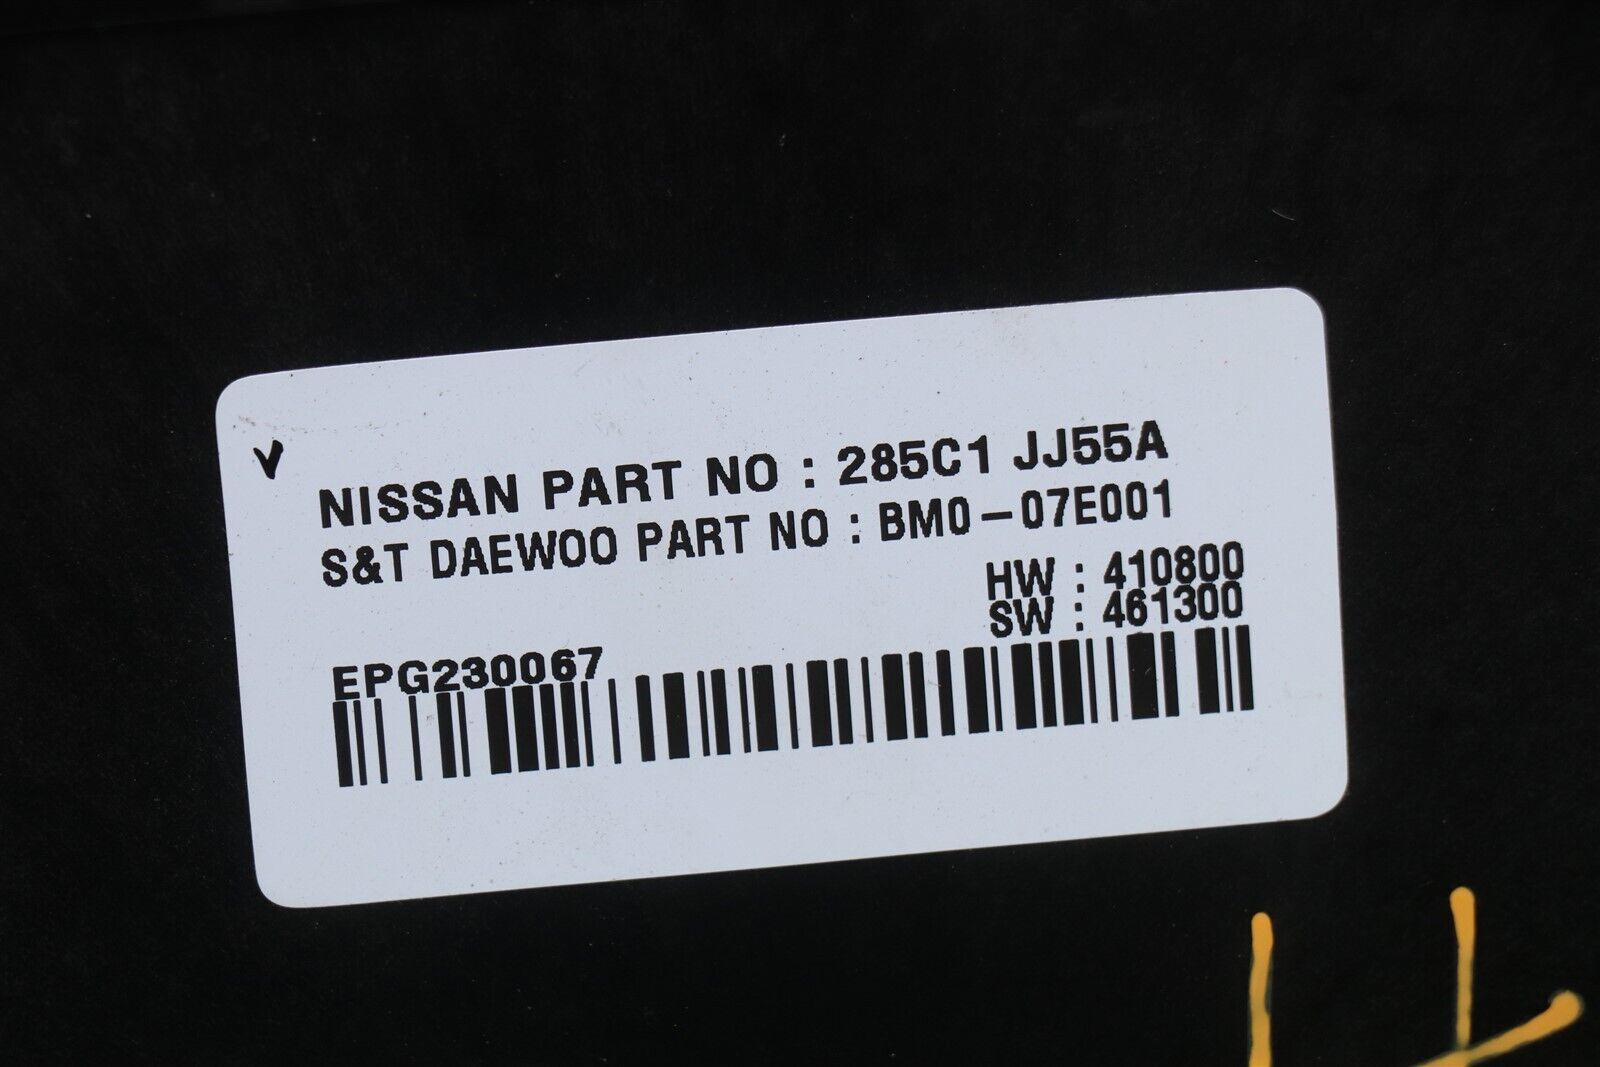 NISSAN PART NO : 285C1 JJ55A
S&T DAEWOO PART NO : BM0-07E001
HW : 410800
SW : 461300
EPG230067